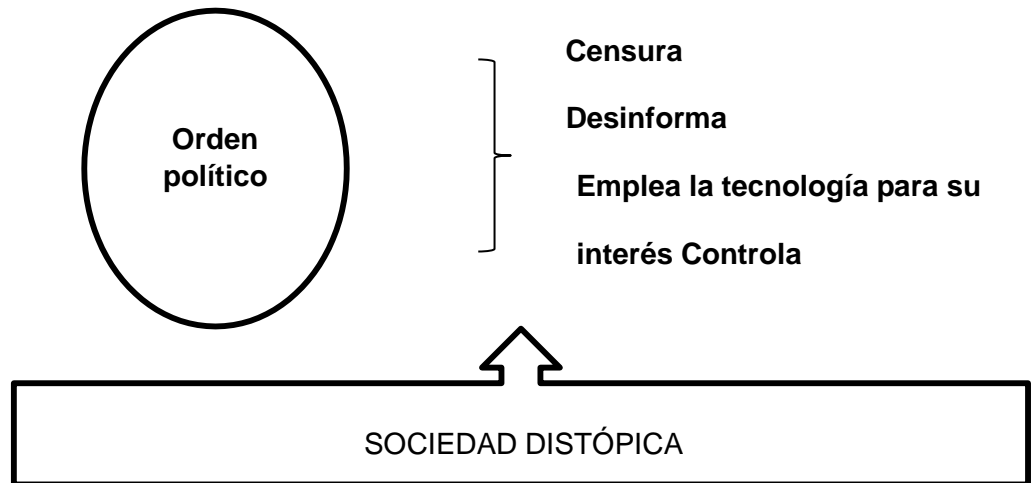 Orden
político
Censura
Desinforma
Emplea la tecnología para su
interés Controla
SOCIEDAD DISTÓPICA